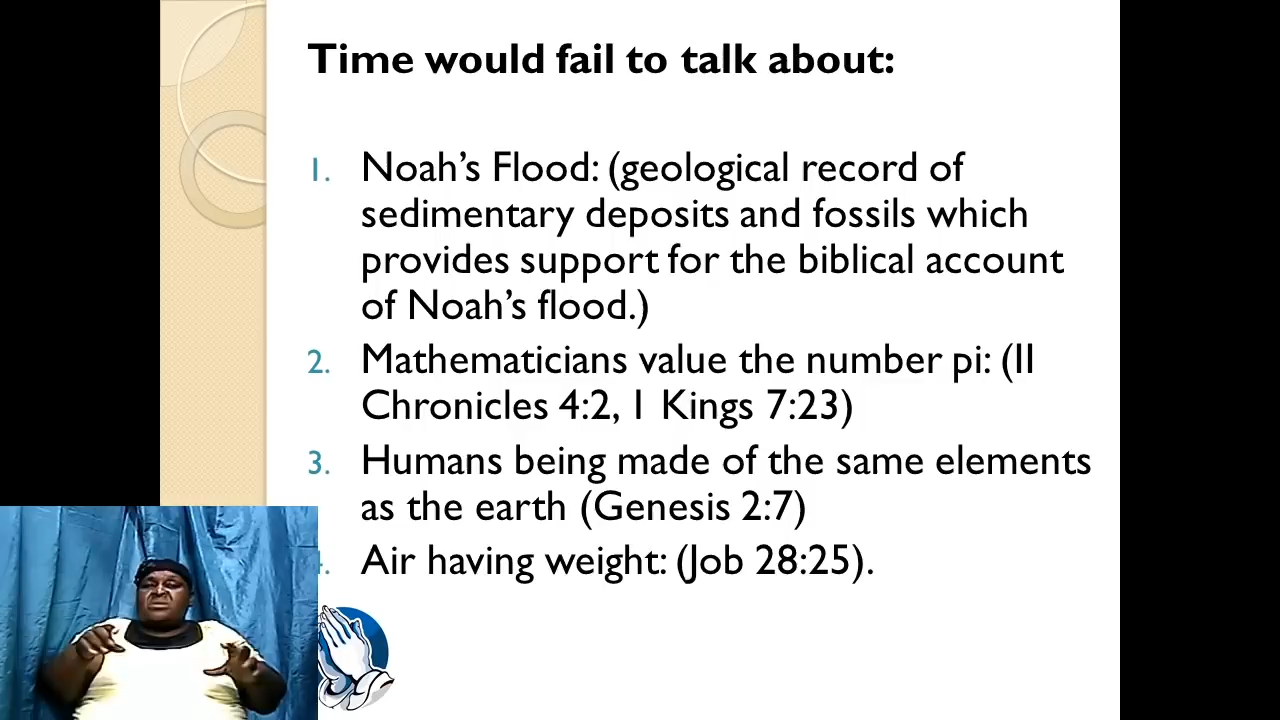 Time would fail to talk about:
1. Noah’s Flood: (geological record of
sedimentary deposits and fossils which
provides support for the biblical account
of Noah’s flood.)
2. Mathematicians value the number pi: (II
Chronicles 4:2, 1 Kings 7:23)
3. Humans being made of the same elements
as the earth (Genesis 2:7)
Air having weight: (Job 28:25).